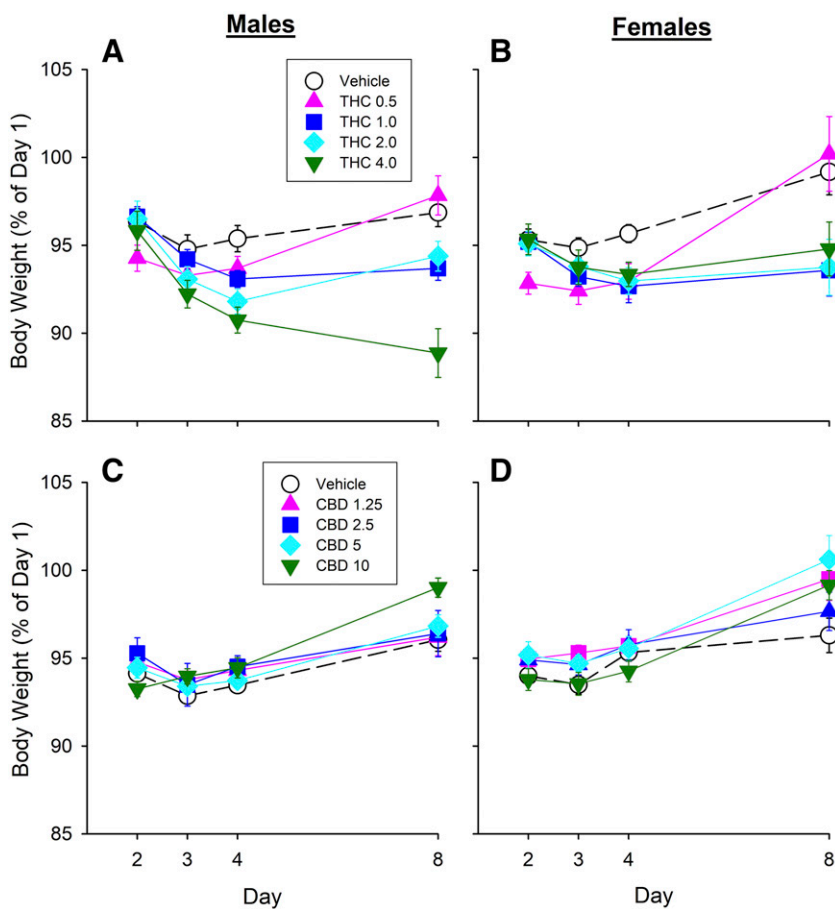 Males
Females
A
B
Vehicle
THC 0.5
THC 1.0
THC 2.0
THC 4.0
105
100
95
90
85
Body Weight (% of Day 1)
C
D
Vehicle
CBD 1.25
CBD 2.5
CBD 5
CBD 10
105
100
95
90
85
Body Weight (% of Day 1)
2 3 4 8
2 3 4 8
Day
Day